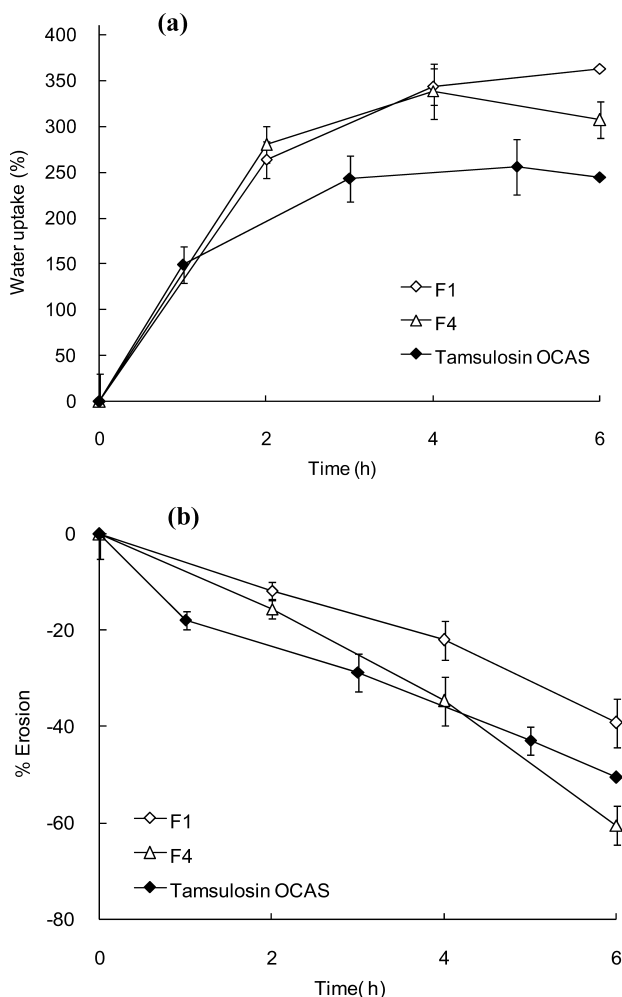 (a)
400
350
300
250
200
150
100
50
0
Water uptake (%)
F1
F4
Tamsulosin OCAS
0 2 4 6
Time (h)
(b)
0
-20
-40
-60
-80
% Erosion
F1
F4
Tamsulosin OCAS
0 2 4 6
Time( h)